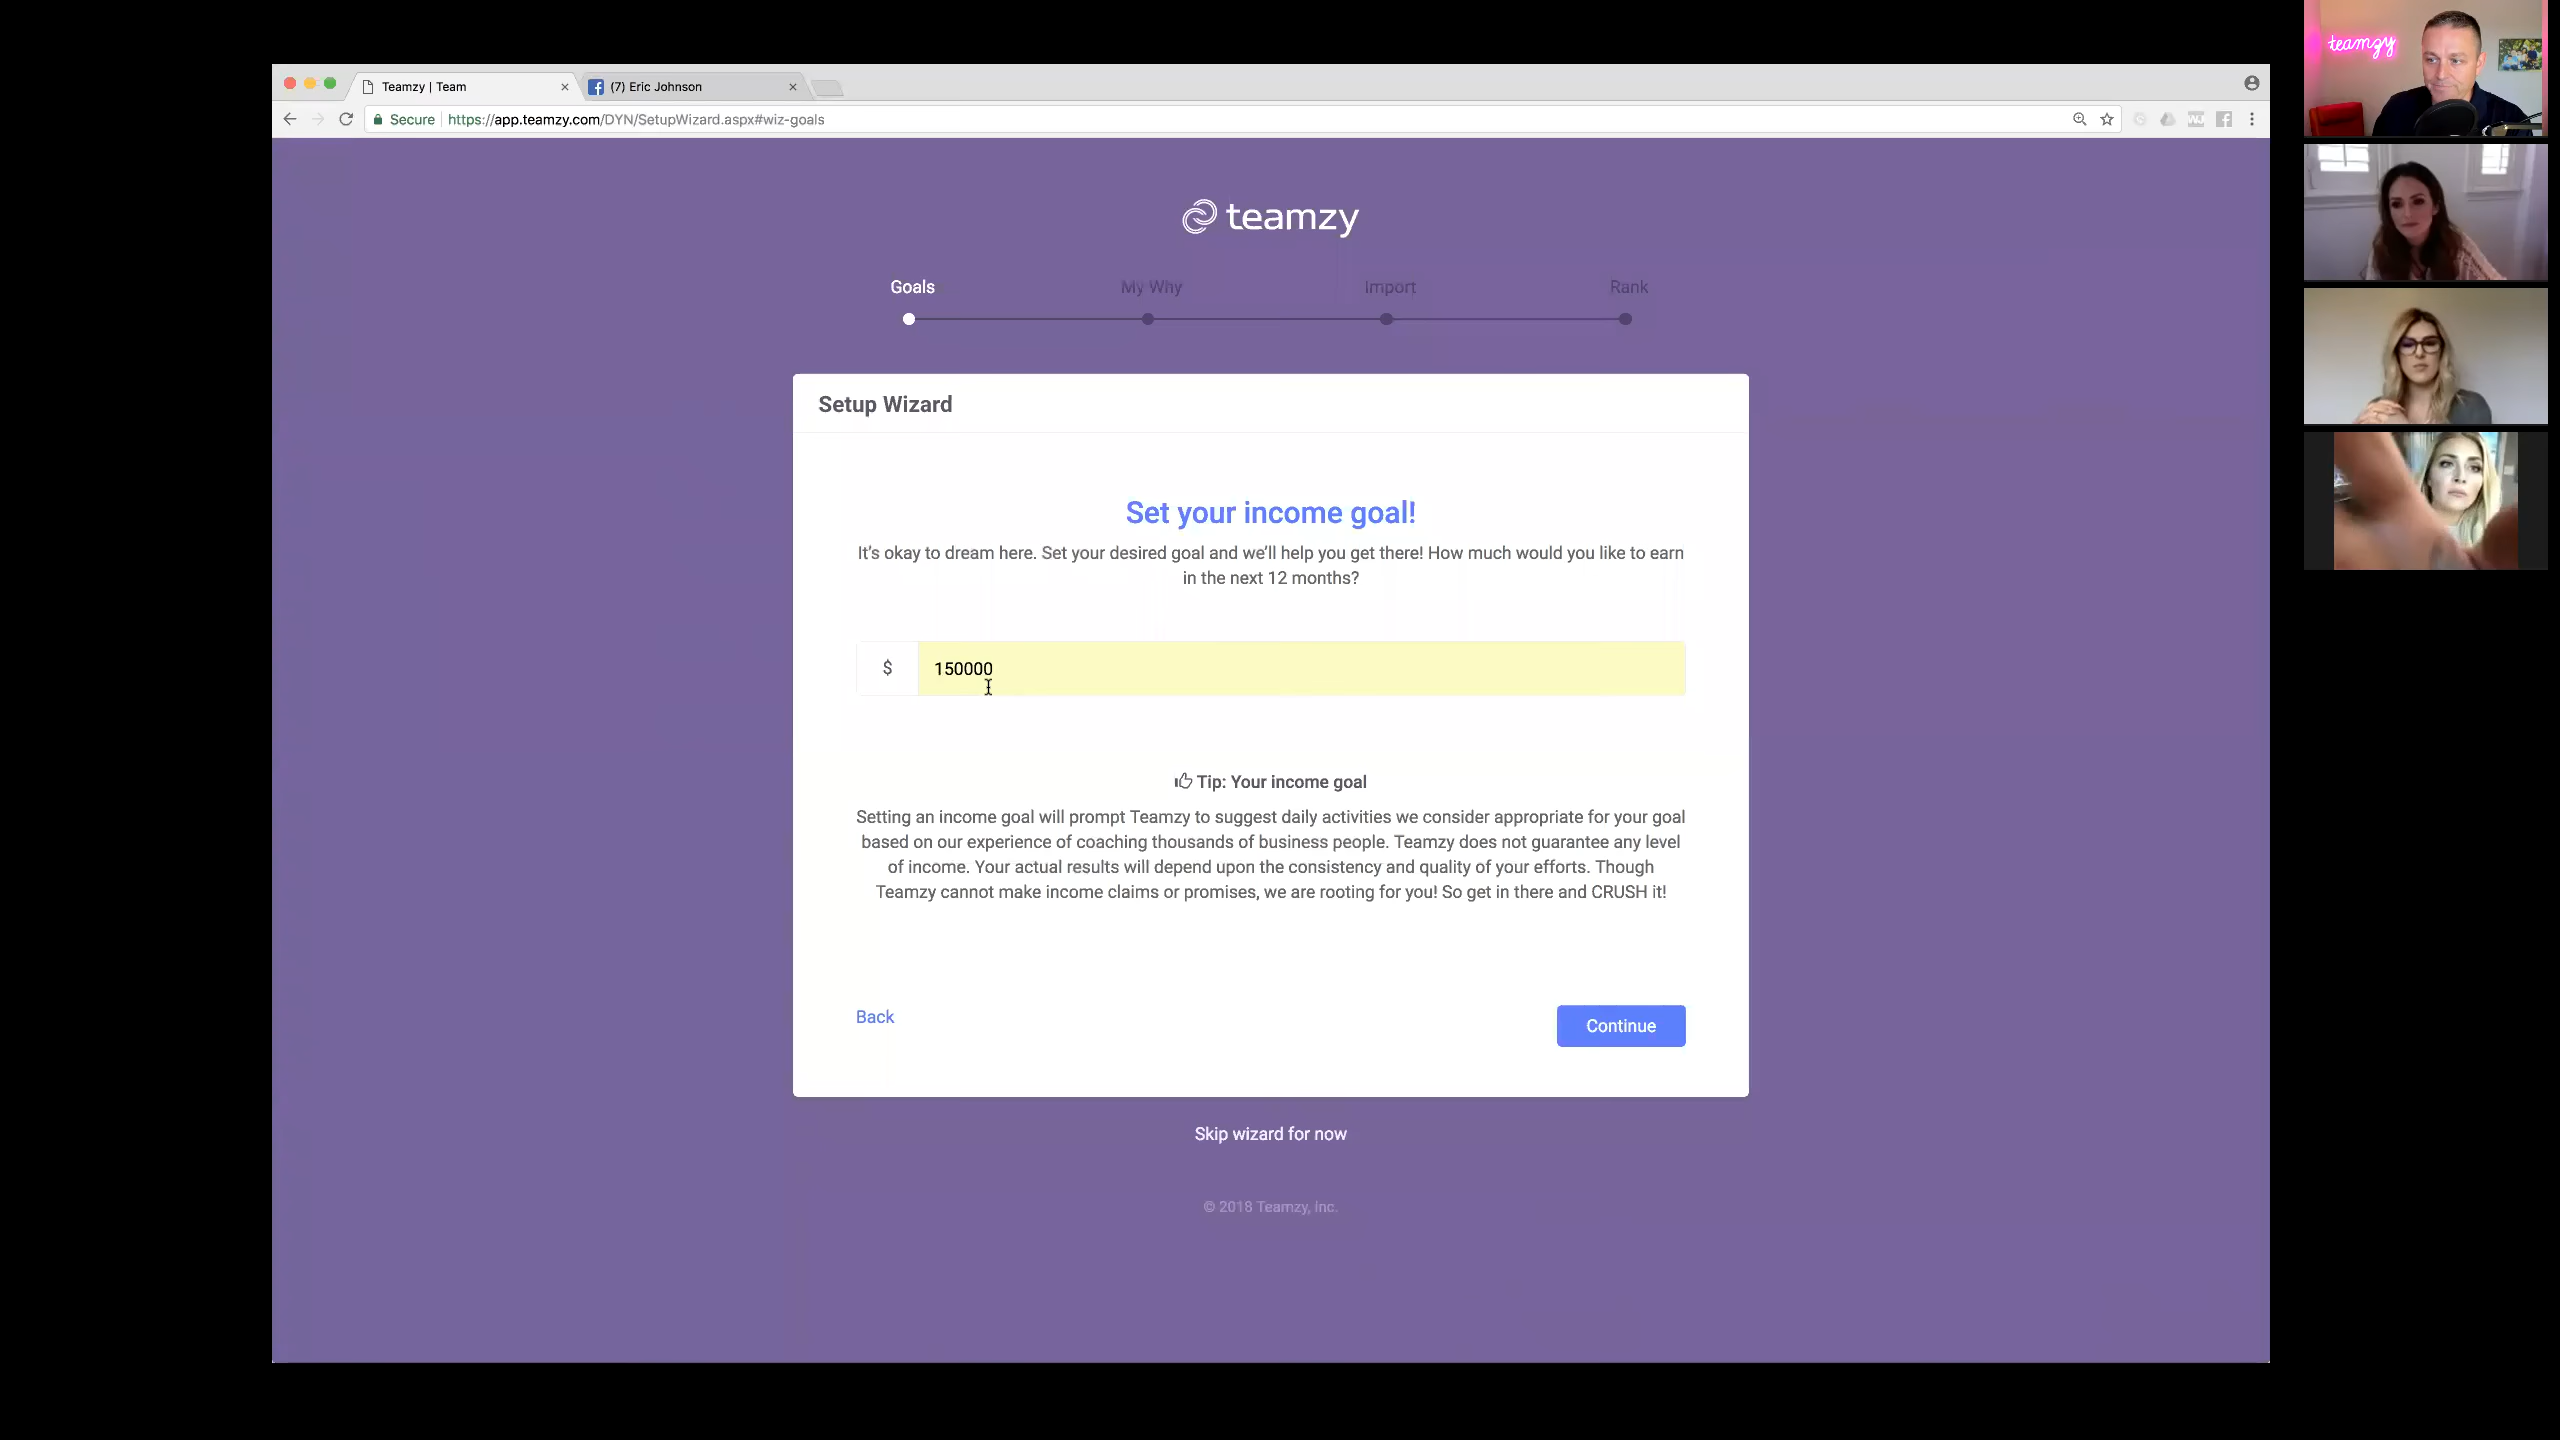 Teamzy | Team
(7) Eric Johnson
Secure
https://app.teamzy.com/DYN/SetupWizard.aspx#wiz-goals
teamzy
teamzy
Goals
My Why
Import
Rank
Setup Wizard
Set your income goal!
It's okay to dream here. Set your desired goal and we'll help you get there! How much would you like to earn
in the next 12 months?
$ 150000
Tip: Your income goal
Setting an income goal will prompt Teamzy to suggest daily activities we consider appropriate for your goal
based on our experience of coaching thousands of business people. Teamzy does not guarantee any level
of income. Your actual results will depend upon the consistency and quality of your efforts. Though
Teamzy cannot make income claims or promises, we are rooting for you! So get in there and CRUSH it!
Back
Continue
Skip wizard for now
© 2018 Teamzy, Inc.